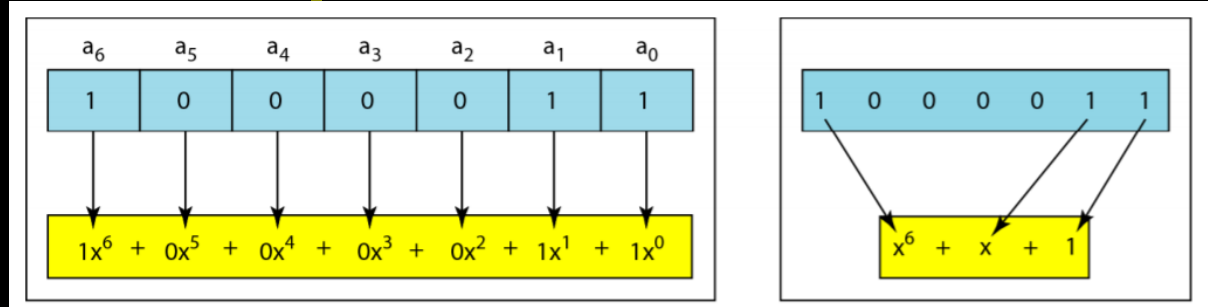 a₆ a₅ a₄ a₃ a₂ a₁ a₀
1 0 0 0 0 1 1
1x⁶ + 0x⁵ + 0x⁴ + 0x³ + 0x² + 1x¹ + 1x⁰
1 0 0 0 0 1 1
x⁶ + x + 1